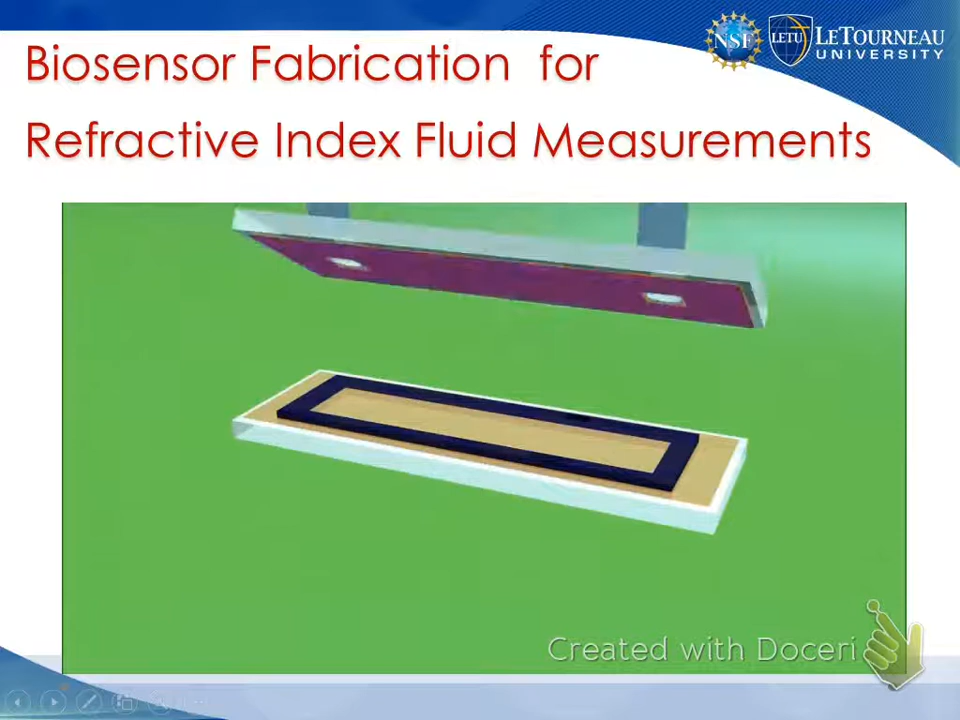 Biosensor Fabrication for
Refractive Index Fluid Measurements
NSF
LETU
LETOURNEAU
UNIVERSITY
Created with Doceri